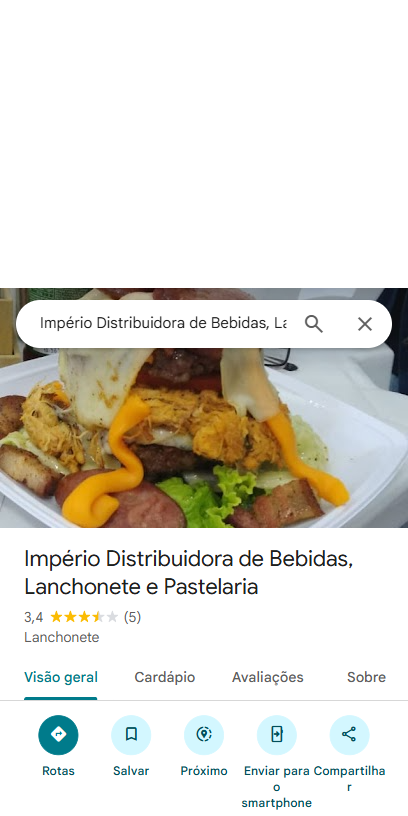 Império Distribuidora de Bebidas, La
Império Distribuidora de Bebidas,
Lanchonete e Pastelaria
3,4 (5)
Lanchonete
Visão geral Cardápio Avaliações Sobre
Rotas Salvar Próximo Enviar para o smartphone Compartilhar